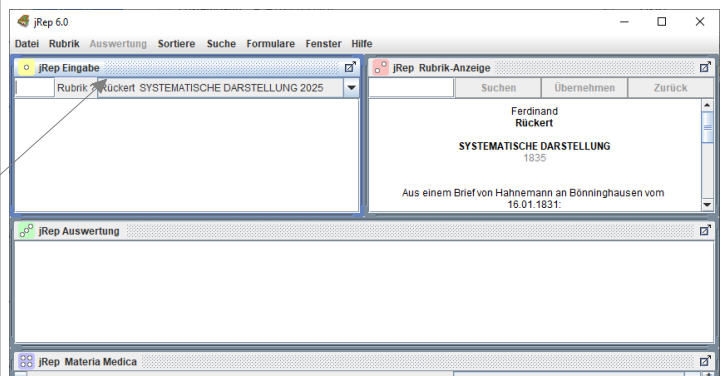 jRep 6.0
Datei Rubrik Auswertung Sortiere Suche Formulare Fenster Hilfe
jRep Eingabe
Rubrik ? Rückert SYSTEMATISCHE DARSTELLUNG 2025
jRep Rubrik-Anzeige
Suchen Übernehmen Zurück
Ferdinand
Rückert
SYSTEMATISCHE DARSTELLUNG
1835
Aus einem Brief von Hahnemann an Bönninghausen vom
16.01.1831:
jRep Auswertung
jRep Materia Medica